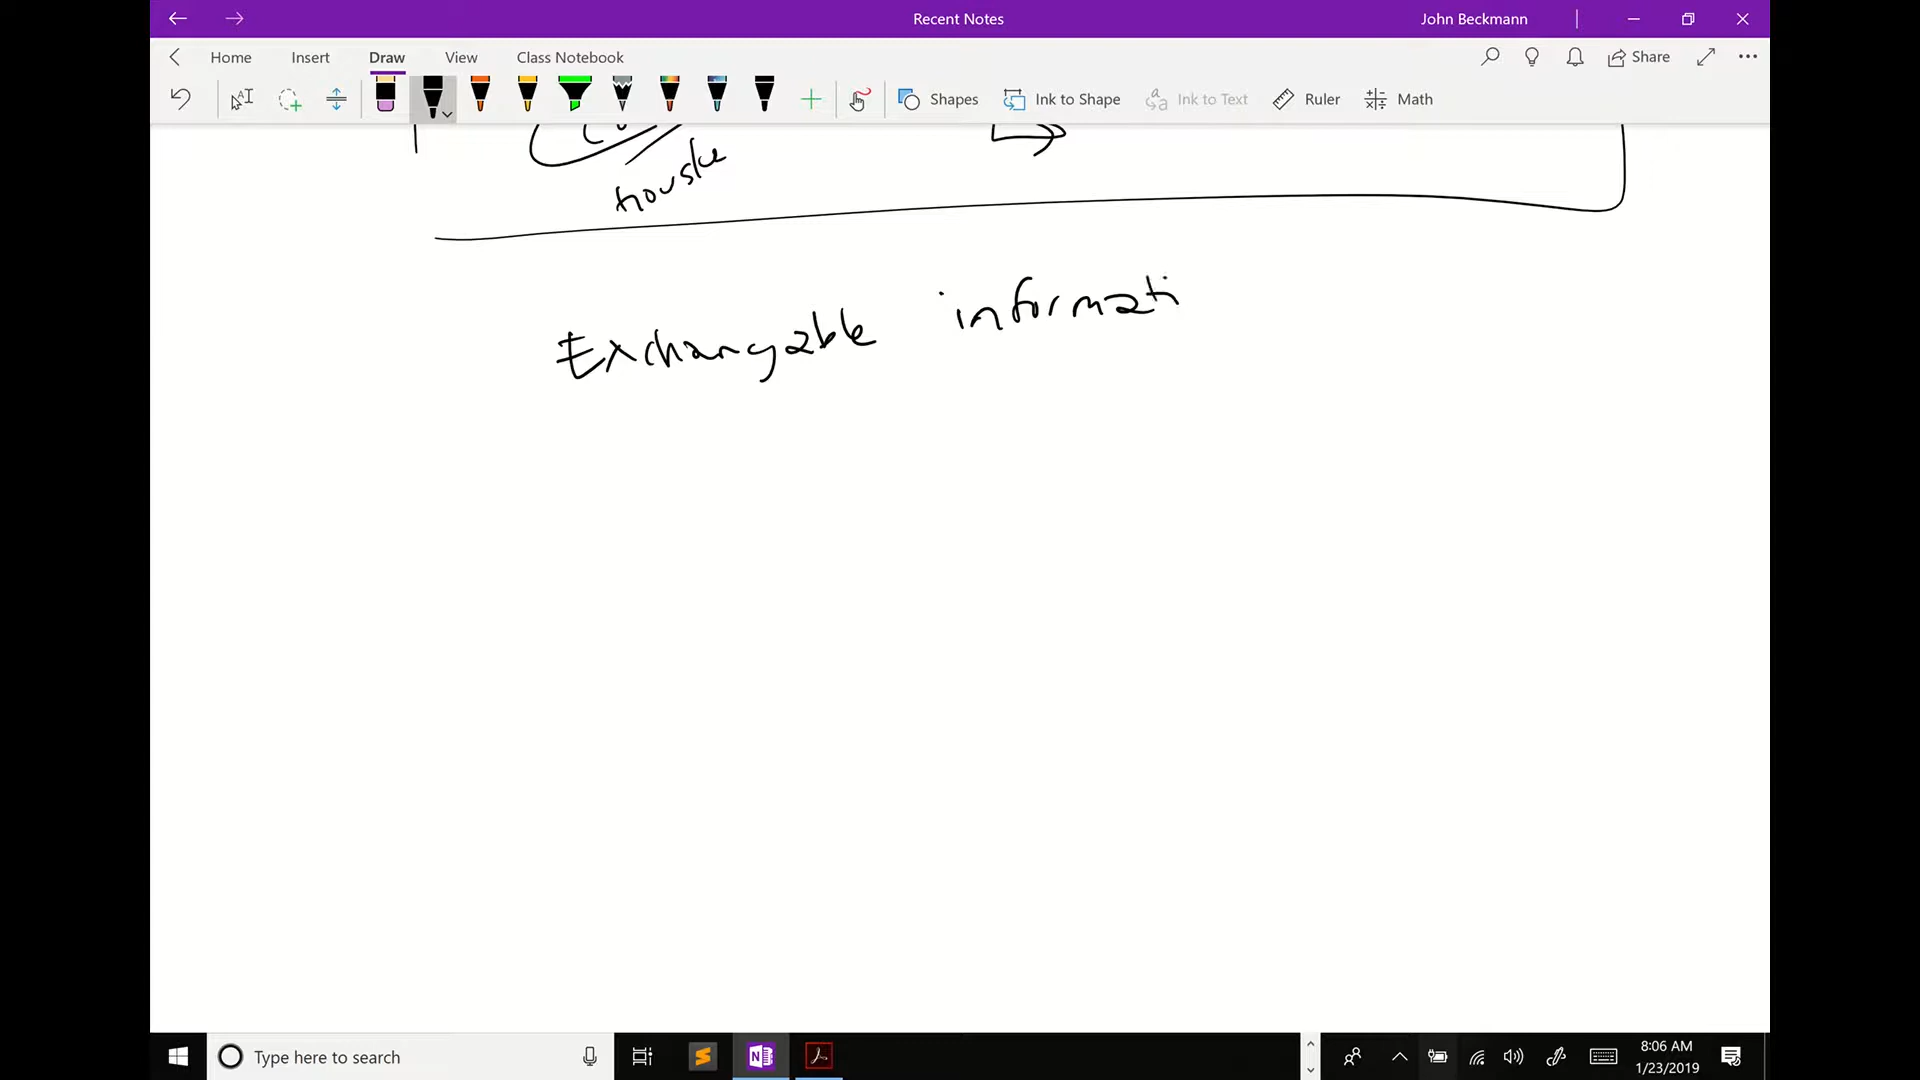 Recent Notes John Beckmann
Home Insert Draw View Class Notebook Share
Shapes Ink to Shape Ink to Text Ruler Math
Exchangable informati
Type here to search
8:06 AM
1/23/2019